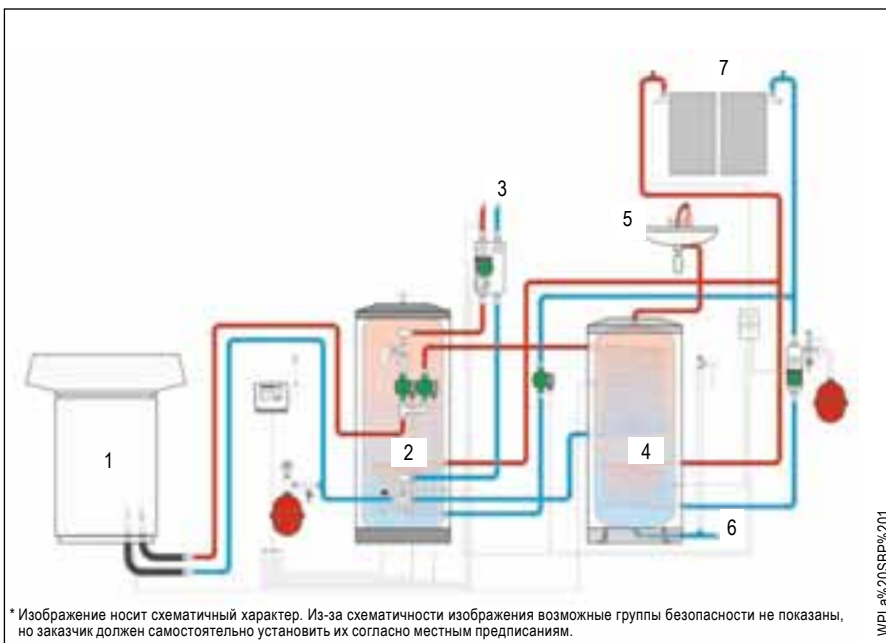 7
3
5
1
2
4
6
* Изображение носит схематичный характер. Из-за схематичности изображения возможные группы безопасности не показаны,
но заказчик должен самостоятельно установить их согласно местным предписаниям.
WPLa%20SBP%201